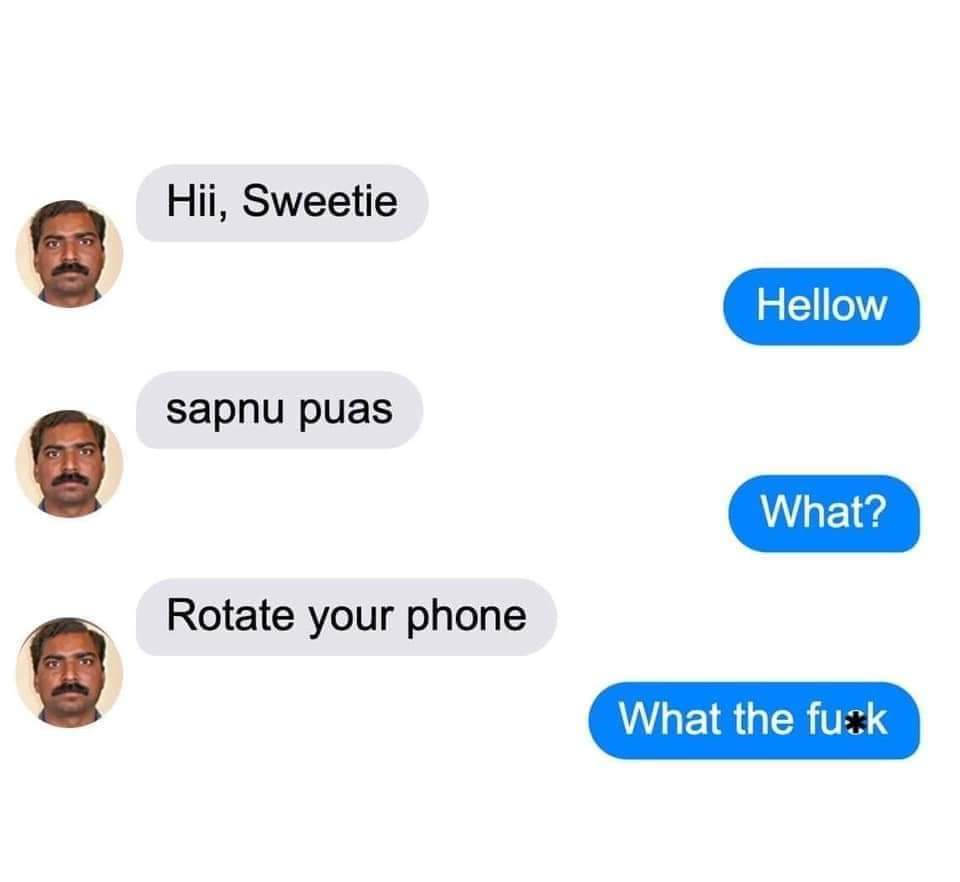 Hii, Sweetie
Hellow
sapnu puas
What?
Rotate your phone
What the fu*k